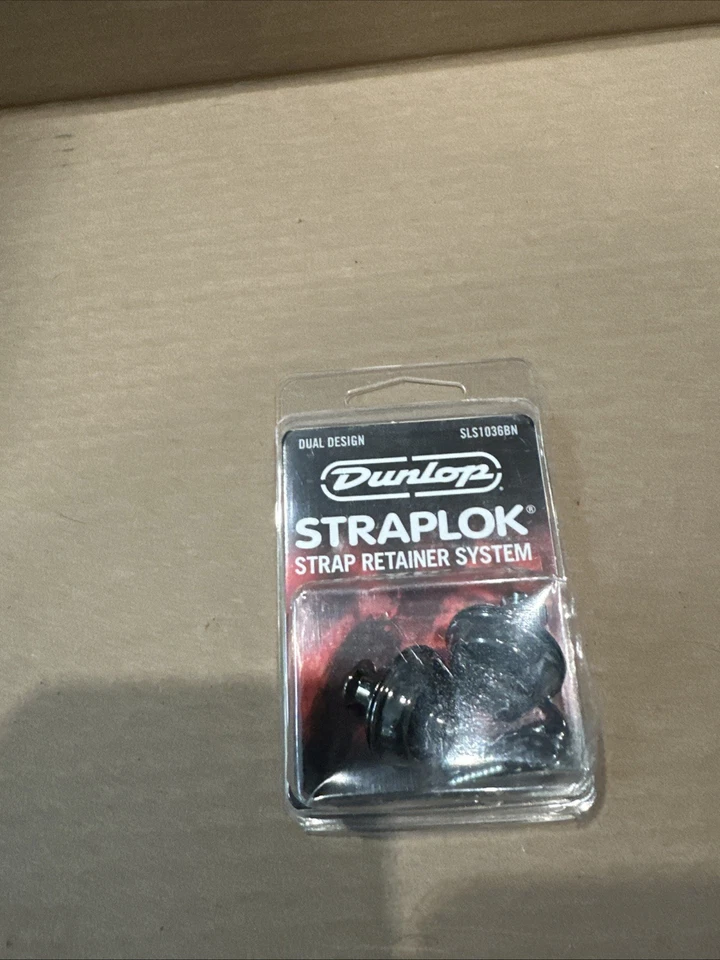 DUAL DESIGN SLS1036BN
Dunlop
STRAPLOK®
STRAP RETAINER SYSTEM